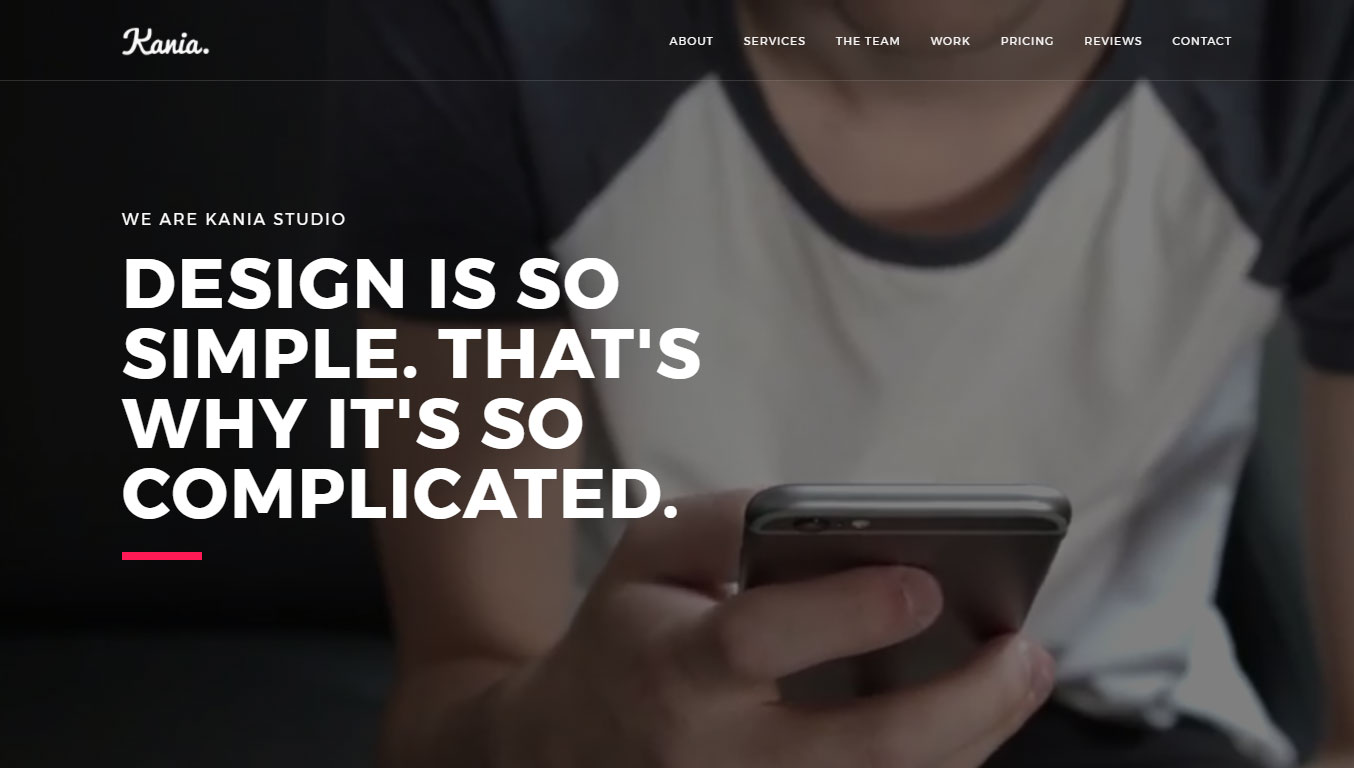 Kania.
ABOUT SERVICES THE TEAM WORK PRICING REVIEWS CONTACT
WE ARE KANIA STUDIO
DESIGN IS SO
SIMPLE. THAT'S
WHY IT'S SO
COMPLICATED.